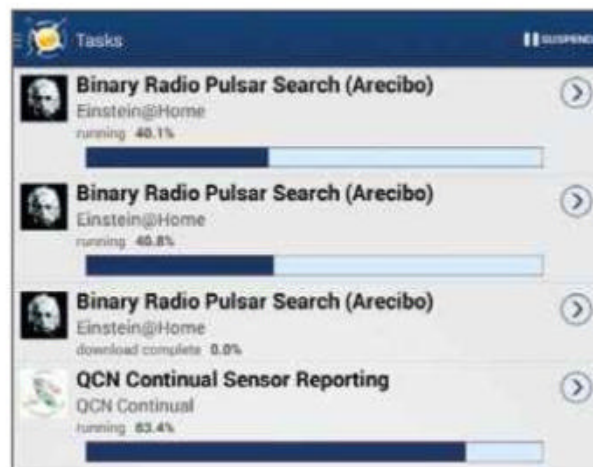 Tasks
SUSPEND
Binary Radio Pulsar Search (Arecibo)
Einstein@Home
running 40.1%
Binary Radio Pulsar Search (Arecibo)
Einstein@Home
running 40.8%
Binary Radio Pulsar Search (Arecibo)
Einstein@Home
download complete 0.0%
QCN Continual Sensor Reporting
QCN Continual
running 83.4%